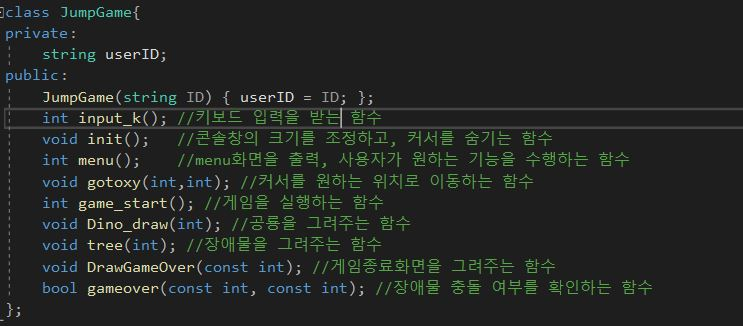 class JumpGame{
private:
string userID;
public:
JumpGame(string ID) { userID = ID; };
int input_k(); //키보드 입력을 받는 함수
void init(); //콘솔창의 크기를 조정하고, 커서를 숨기는 함수
int menu(); //menu화면을 출력, 사용자가 원하는 기능을 수행하는 함수
void gotoxy(int,int); //커서를 원하는 위치로 이동하는 함수
int game_start(); //게임을 실행하는 함수
void Dino_draw(int); //공룡을 그려주는 함수
void tree(int); //장애물을 그려주는 함수
void DrawGameOver(const int); //게임종료화면을 그려주는 함수
bool gameover(const int, const int); //장애물 충돌 여부를 확인하는 함수
};